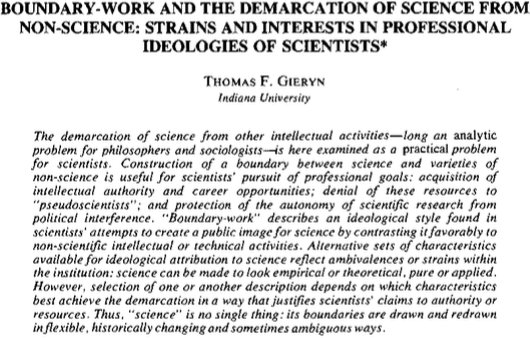 BOUNDARY-WORK AND THE DEMARCATION OF SCIENCE FROM
NON-SCIENCE: STRAINS AND INTERESTS IN PROFESSIONAL
IDEOLOGIES OF SCIENTISTS*
THOMAS F. GIERYN
Indiana University
The demarcation of science from other intellectual activities—long an analytic
problem for philosophers and sociologists—is here examined as a practical problem
for scientists. Construction of a boundary between science and varieties of
non-science is useful for scientists' pursuit of professional goals: acquisition of
intellectual authority and career opportunities; denial of these resources to
"pseudoscientists"; and protection of the autonomy of scientific research from
political interference. "Boundary-work" describes an ideological style found in
scientists' attempts to create a public image for science by contrasting it favorably to
non-scientific intellectual or technical activities. Alternative sets of characteristics
available for ideological attribution to science reflect ambivalences or strains within
the institution: science can be made to look empirical or theoretical, pure or applied.
However, selection of one or another description depends on which characteristics
best achieve the demarcation in a way that justifies scientists' claims to authority or
resources. Thus, "science" is no single thing: its boundaries are drawn and redrawn
inflexible, historically changing and sometimes ambiguous ways.